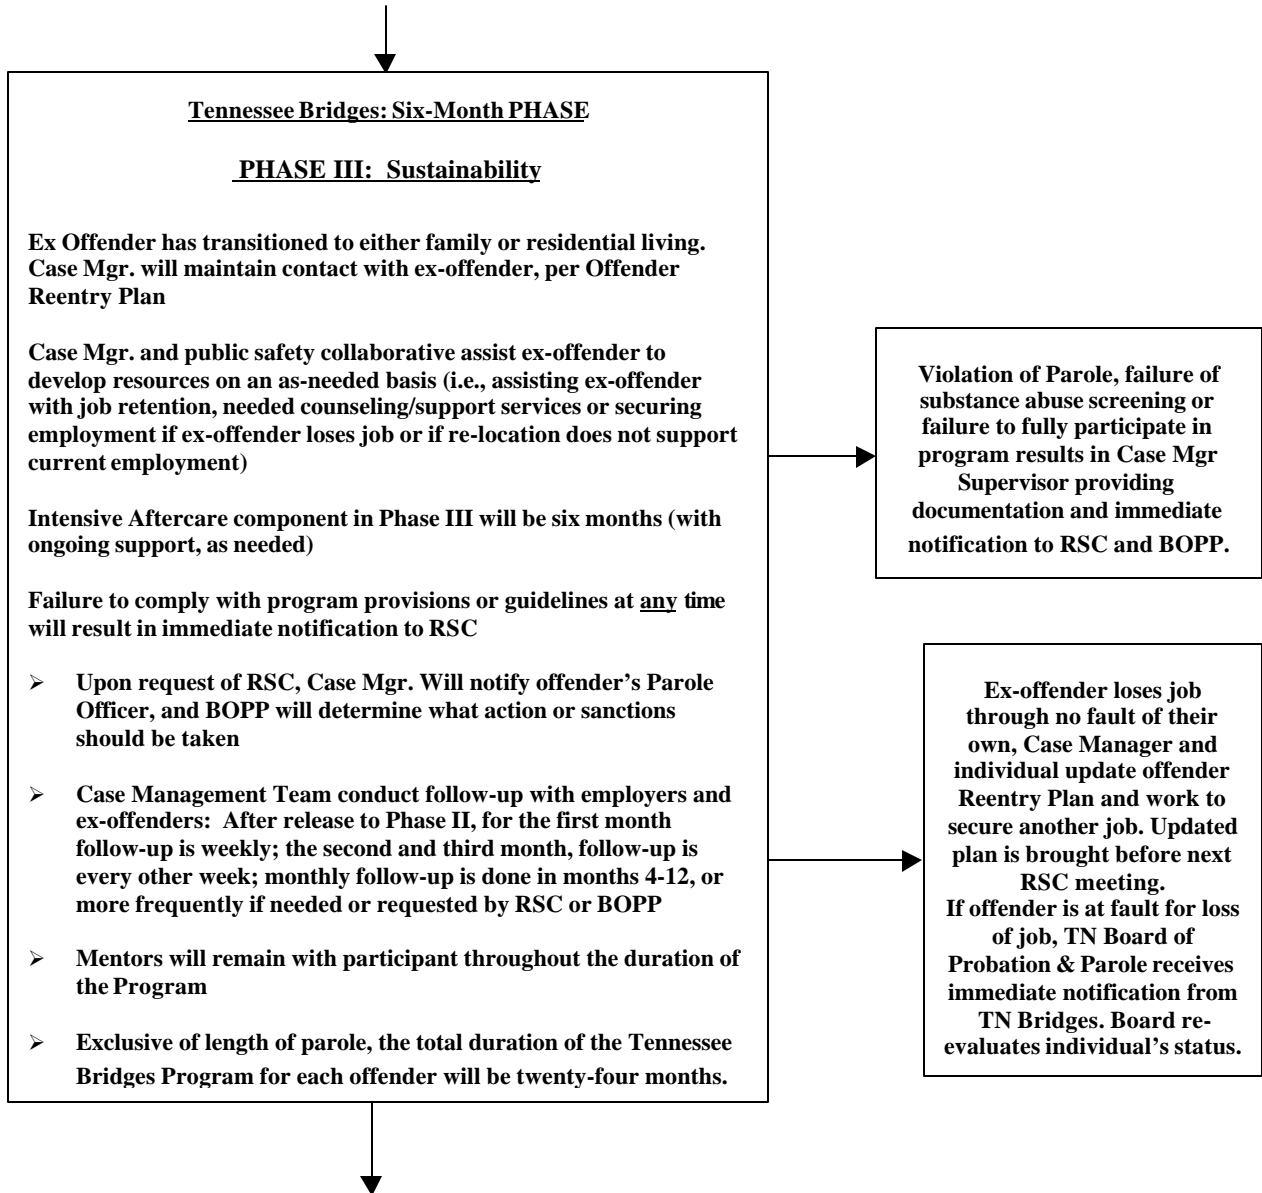 Tennessee Bridges: Six-Month PHASE
PHASE III: Sustainability
Ex Offender has transitioned to either family or residential living.
Case Mgr. will maintain contact with ex-offender, per Offender
Reentry Plan
Case Mgr. and public safety collaborative assist ex-offender to
develop resources on an as-needed basis (i.e., assisting ex-offender
with job retention, needed counseling/support services or securing
employment if ex-offender loses job or if re-location does not support
current employment)
Intensive Aftercare component in Phase III will be six months (with
ongoing support, as needed)
Failure to comply with program provisions or guidelines at any time
will result in immediate notification to RSC
➢ Upon request of RSC, Case Mgr. Will notify offender’s Parole
Officer, and BOPP will determine what action or sanctions
should be taken
➢ Case Management Team conduct follow-up with employers and
ex-offenders: After release to Phase II, for the first month
follow-up is weekly; the second and third month, follow-up is
every other week; monthly follow-up is done in months 4-12, or
more frequently if needed or requested by RSC or BOPP
➢ Mentors will remain with participant throughout the duration of
the Program
➢ Exclusive of length of parole, the total duration of the Tennessee
Bridges Program for each offender will be twenty-four months.
Violation of Parole, failure of
substance abuse screening or
failure to fully participate in
program results in Case Mgr
Supervisor providing
documentation and immediate
notification to RSC and BOPP.
Ex-offender loses job
through no fault of their
own, Case Manager and
individual update offender
Reentry Plan and work to
secure another job. Updated
plan is brought before next
RSC meeting.
If offender is at fault for loss
of job, TN Board of
Probation & Parole receives
immediate notification from
TN Bridges. Board re-
evaluates individual’s status.